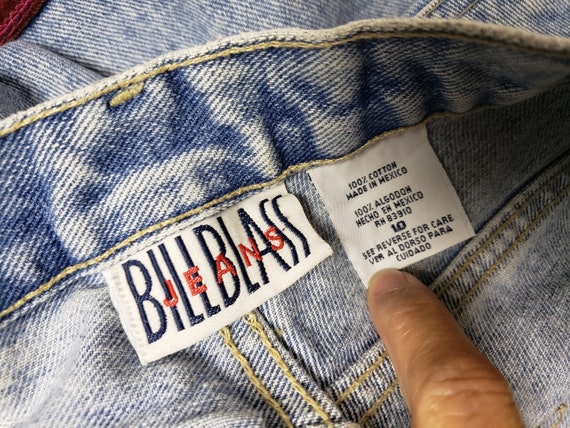 BILLBLASS
JEANS
100% COTTON
MADE IN MEXICO
100% ALGODON
HECHO EN MEXICO
RN 83910
10
SEE REVERSE FOR CARE
VER AL DORSO PARA
CUIDADO